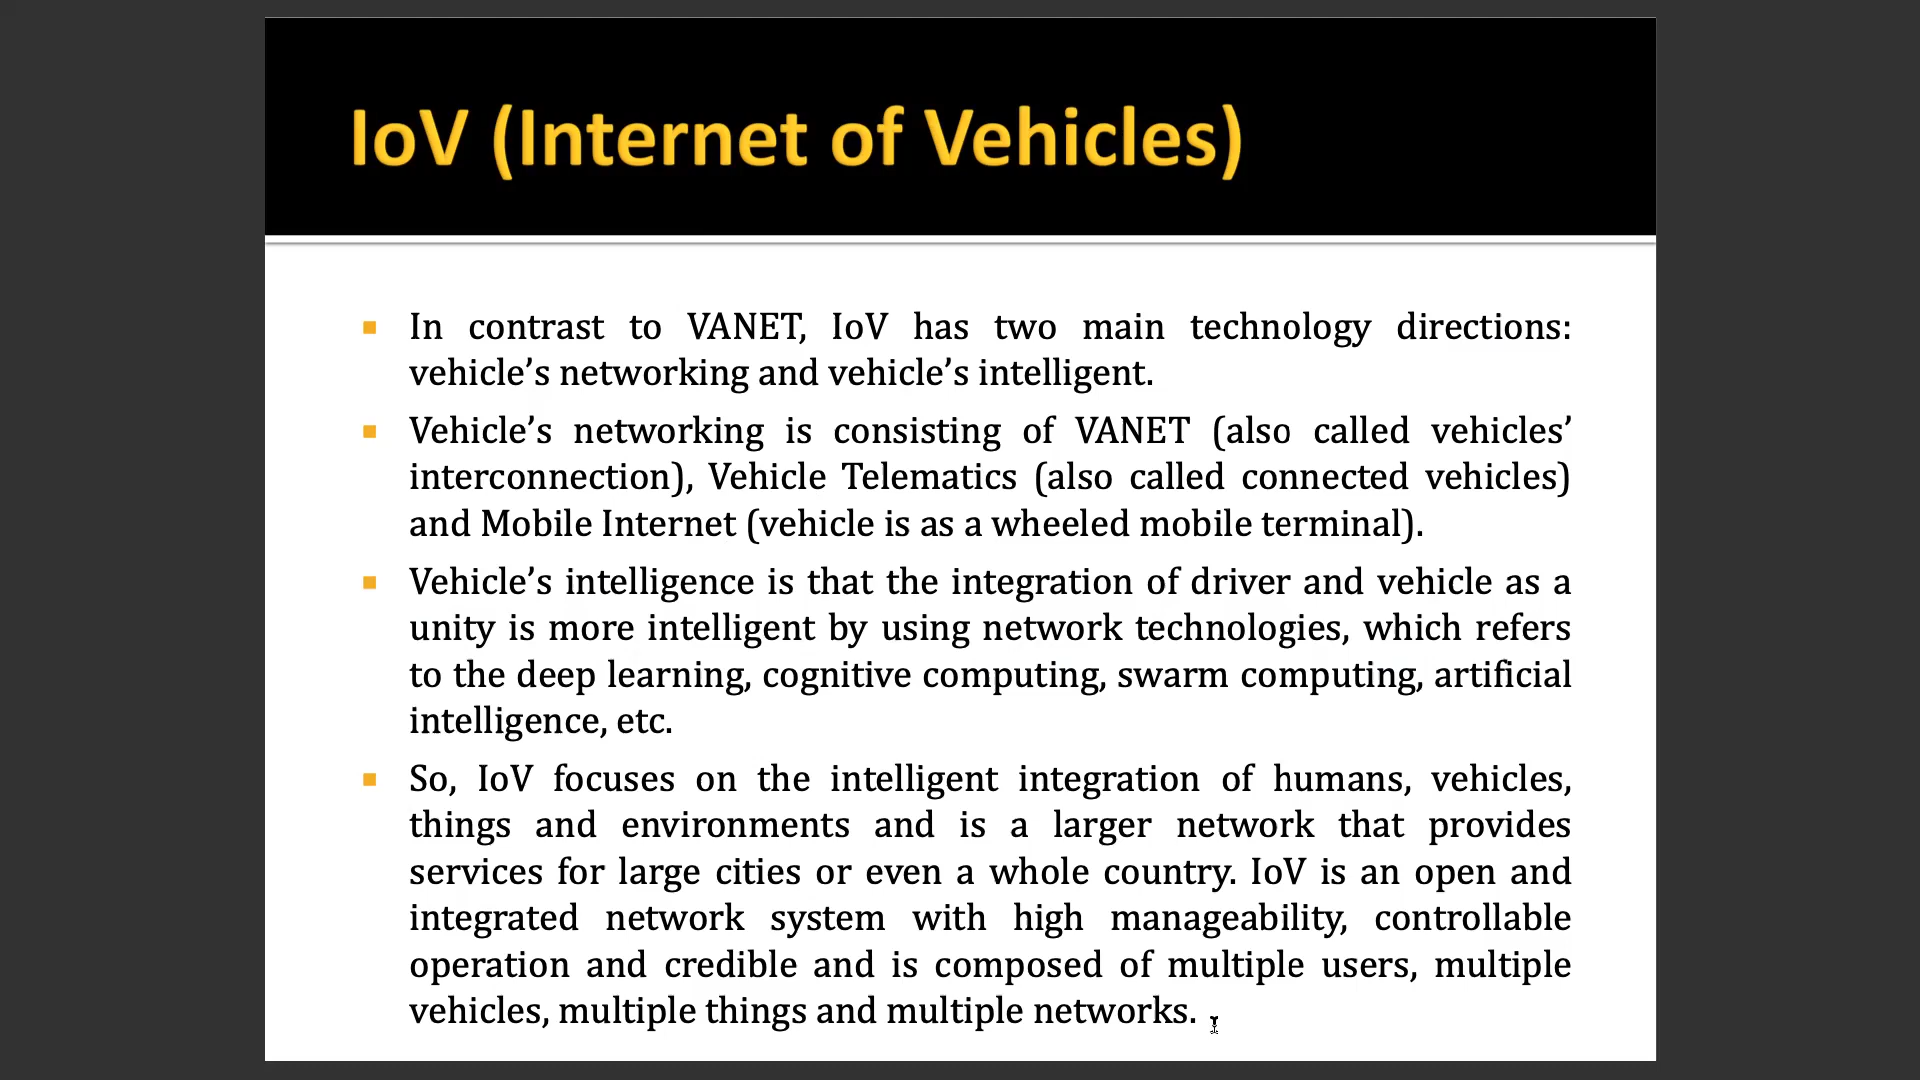 IoV (Internet of Vehicles)
In contrast to VANET, IoV has two main technology directions:
vehicle’s networking and vehicle’s intelligent.
Vehicle’s networking is consisting of VANET (also called vehicles’
interconnection), Vehicle Telematics (also called connected vehicles)
and Mobile Internet (vehicle is as a wheeled mobile terminal).
Vehicle’s intelligence is that the integration of driver and vehicle as a
unity is more intelligent by using network technologies, which refers
to the deep learning, cognitive computing, swarm computing, artificial
intelligence, etc.
So, IoV focuses on the intelligent integration of humans, vehicles,
things and environments and is a larger network that provides
services for large cities or even a whole country. IoV is an open and
integrated network system with high manageability, controllable
operation and credible and is composed of multiple users, multiple
vehicles, multiple things and multiple networks.